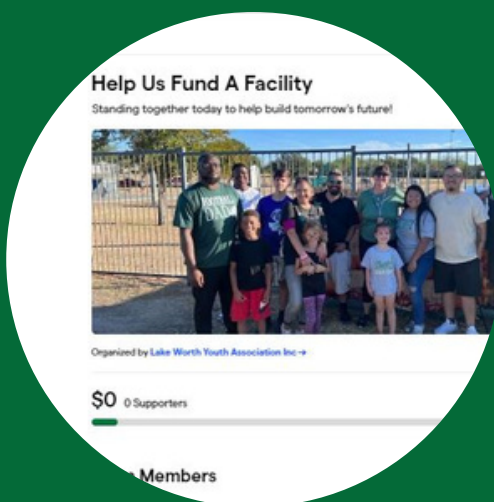 Help Us Fund A Facility
Standing together today to help build tomorrow's future!
FOOTBALL
Organized by Lake Worth Youth Association Inc →
$0 0 Supporters
Members